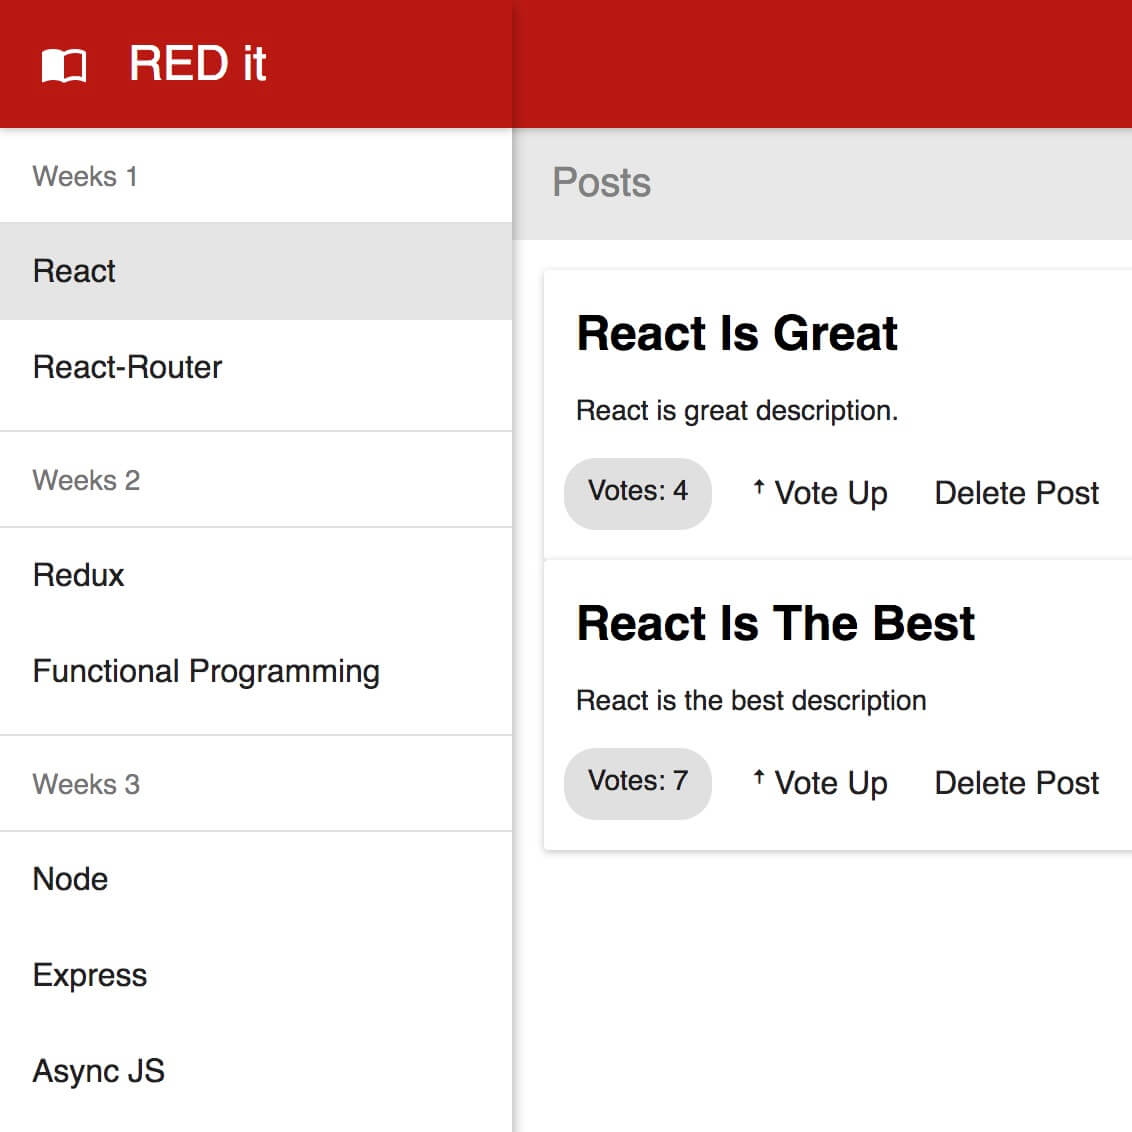 RED it
Weeks 1
React
React-Router
Weeks 2
Redux
Functional Programming
Weeks 3
Node
Express
Async JS
Posts
React Is Great
React is great description.
Votes: 4 ↑ Vote Up Delete Post
React Is The Best
React is the best description
Votes: 7 ↑ Vote Up Delete Post